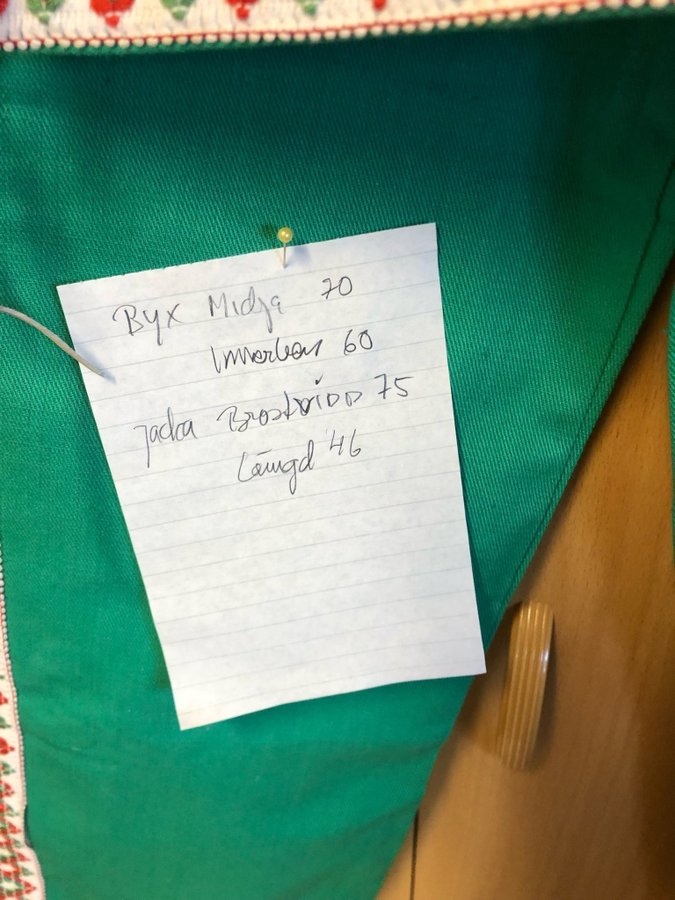 Byx Midja 70
Innerben 60
Jacka Bröstvidd 75
Längd 46